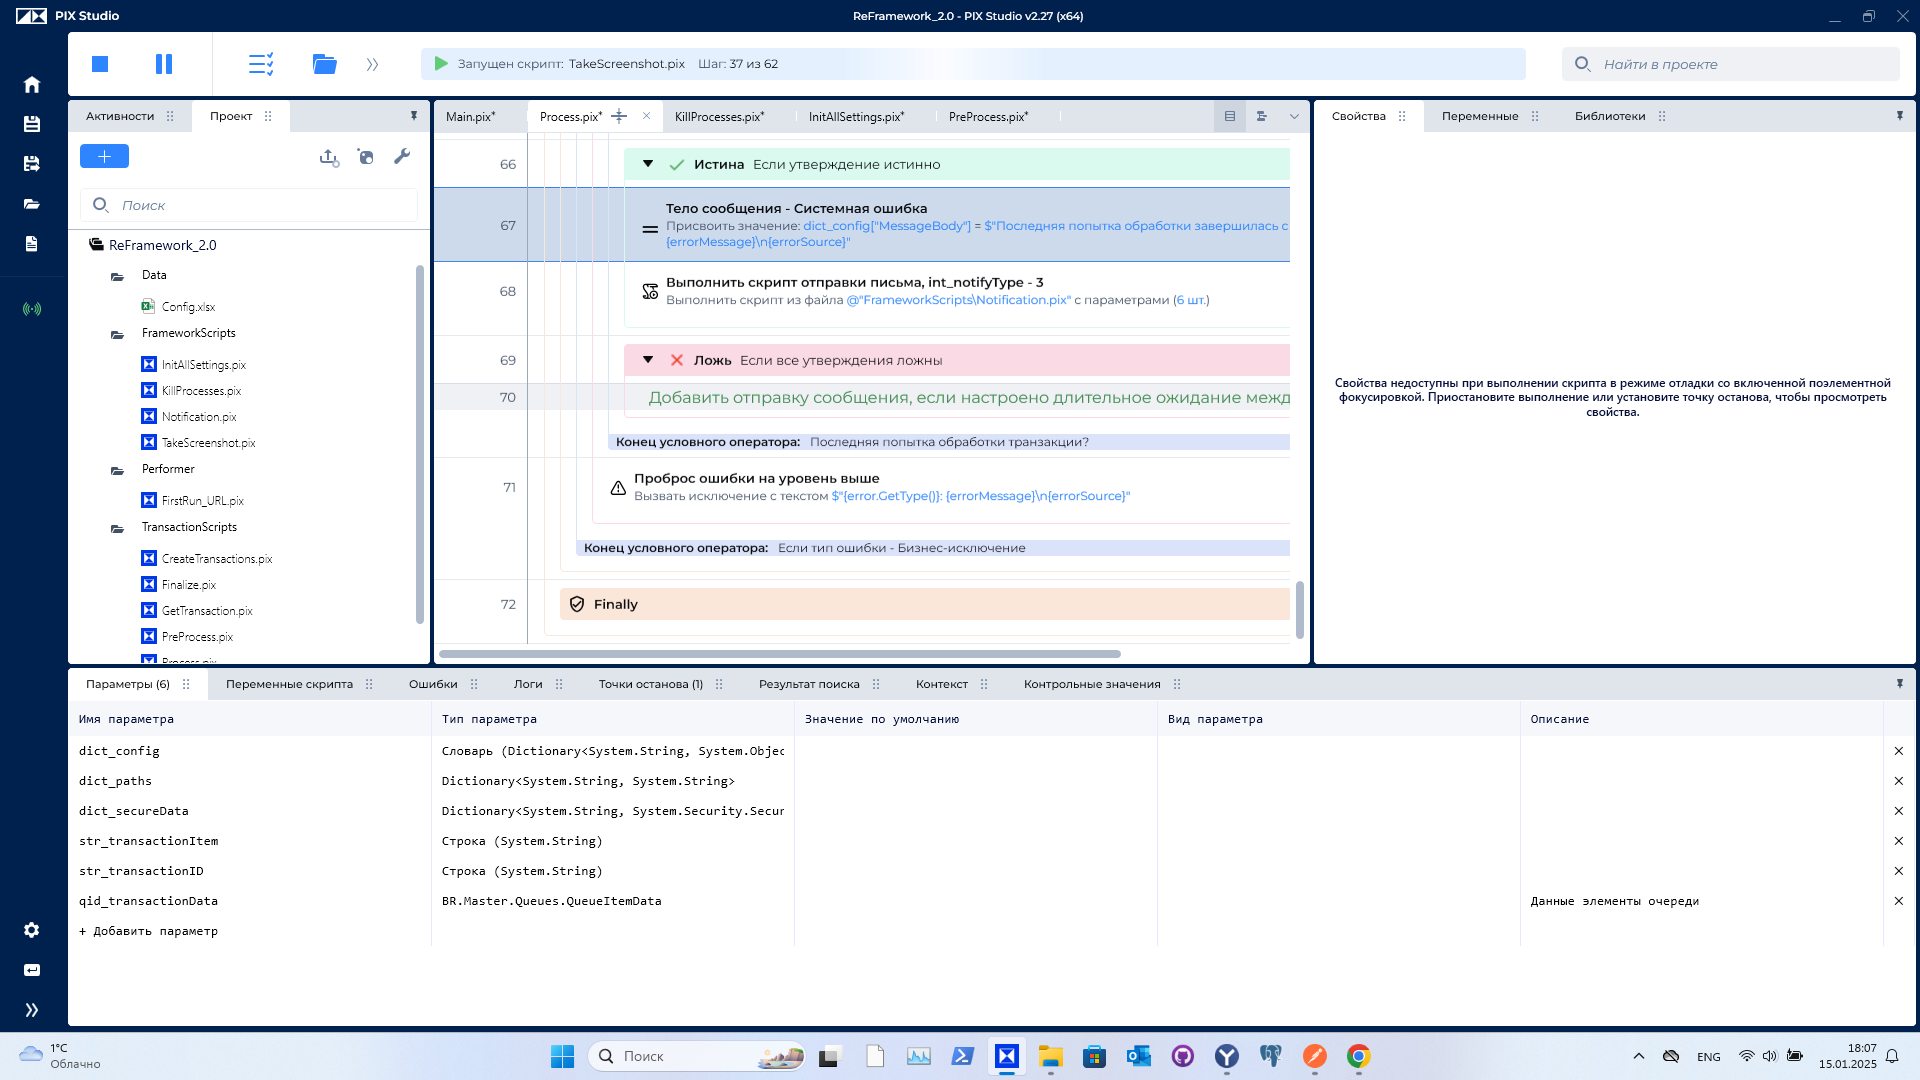 PIX Studio
ReFramework_2.0 - PIX Studio v2.27 (x64)
Запущен скрипт: TakeScreenshot.pix Шаг: 37 из 62
Найти в проекте
Активности
Проект
Поиск
ReFramework_2.0
Data
Config.xlsx
FrameworkScripts
InitAllSettings.pix
KillProcesses.pix
Notification.pix
TakeScreenshot.pix
Performer
FirstRun_URL.pix
TransactionScripts
CreateTransactions.pix
Finalize.pix
GetTransaction.pix
PreProcess.pix
Process.pix
Main.pix* Process.pix* KillProcesses.pix* InitAllSettings.pix* PreProcess.pix*
66 Истина Если утверждение истинно
Тело сообщения - Системная ошибка
67 Присвоить значение: dict_config["MessageBody"] = $"Последняя попытка обработки завершилась с
{errorMessage}\n{errorSource}"
Выполнить скрипт отправки письма, int_notifyType - 3
68 Выполнить скрипт из файла @"FrameworkScripts\Notification.pix" с параметрами (6 шт.)
69 Ложь Если все утверждения ложны
70 Добавить отправку сообщения, если настроено длительное ожидание межд
Конец условного оператора: Последняя попытка обработки транзакции?
Проброс ошибки на уровень выше
71 Вызвать исключение с текстом $"{error.GetType()}: {errorMessage}\n{errorSource}"
Конец условного оператора: Если тип ошибки - Бизнес-исключение
72 Finally
Свойства Переменные Библиотеки
Свойства недоступны при выполнении скрипта в режиме отладки со включенной поэлементной
фокусировкой. Приостановите выполнение или установите точку останова, чтобы просмотреть
свойства.
Параметры (6) Переменные скрипта Ошибки Логи Точки останова (1) Результат поиска Контекст Контрольные значения
Имя параметра Тип параметра Значение по умолчанию Вид параметра Описание
dict_config Словарь (Dictionary<System.String, System.Objec
dict_paths Dictionary<System.String, System.String>
dict_secureData Dictionary<System.String, System.Security.Secur
str_transactionItem Строка (System.String)
str_transactionID Строка (System.String)
qid_transactionData BR.Master.Queues.QueueItemData Данные элементы очереди
+ Добавить параметр
1°C
Облачно
Поиск
ENG
18:07
15.01.2025